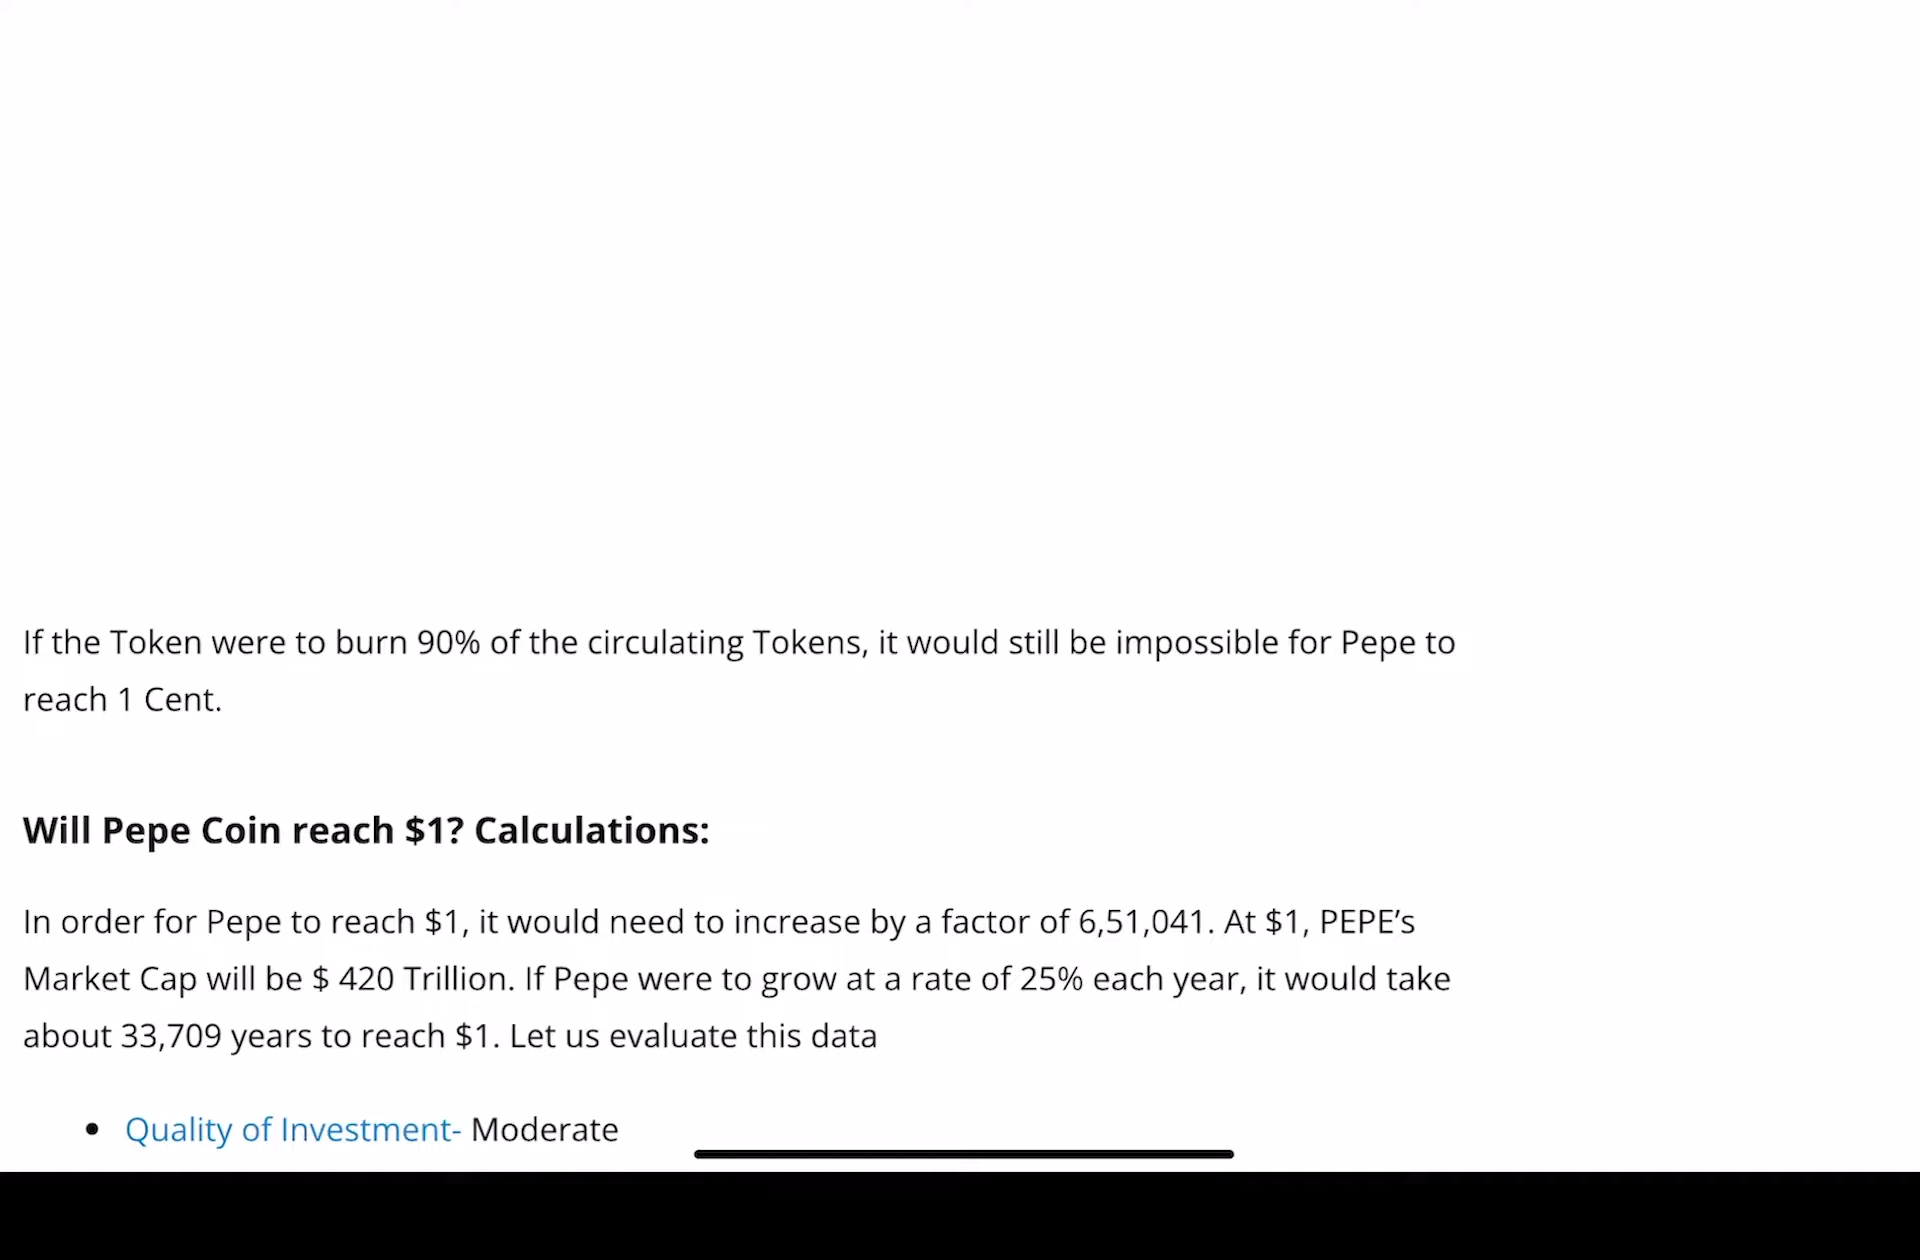 If the Token were to burn 90% of the circulating Tokens, it would still be impossible for Pepe to
reach 1 Cent.
Will Pepe Coin reach $1? Calculations:
In order for Pepe to reach $1, it would need to increase by a factor of 6,51,041. At $1, PEPE’s
Market Cap will be $ 420 Trillion. If Pepe were to grow at a rate of 25% each year, it would take
about 33,709 years to reach $1. Let us evaluate this data
• Quality of Investment- Moderate